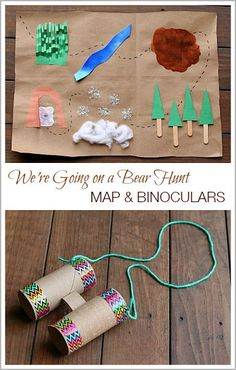 We're Going on a Bear Hunt
MAP & BINOCULARS